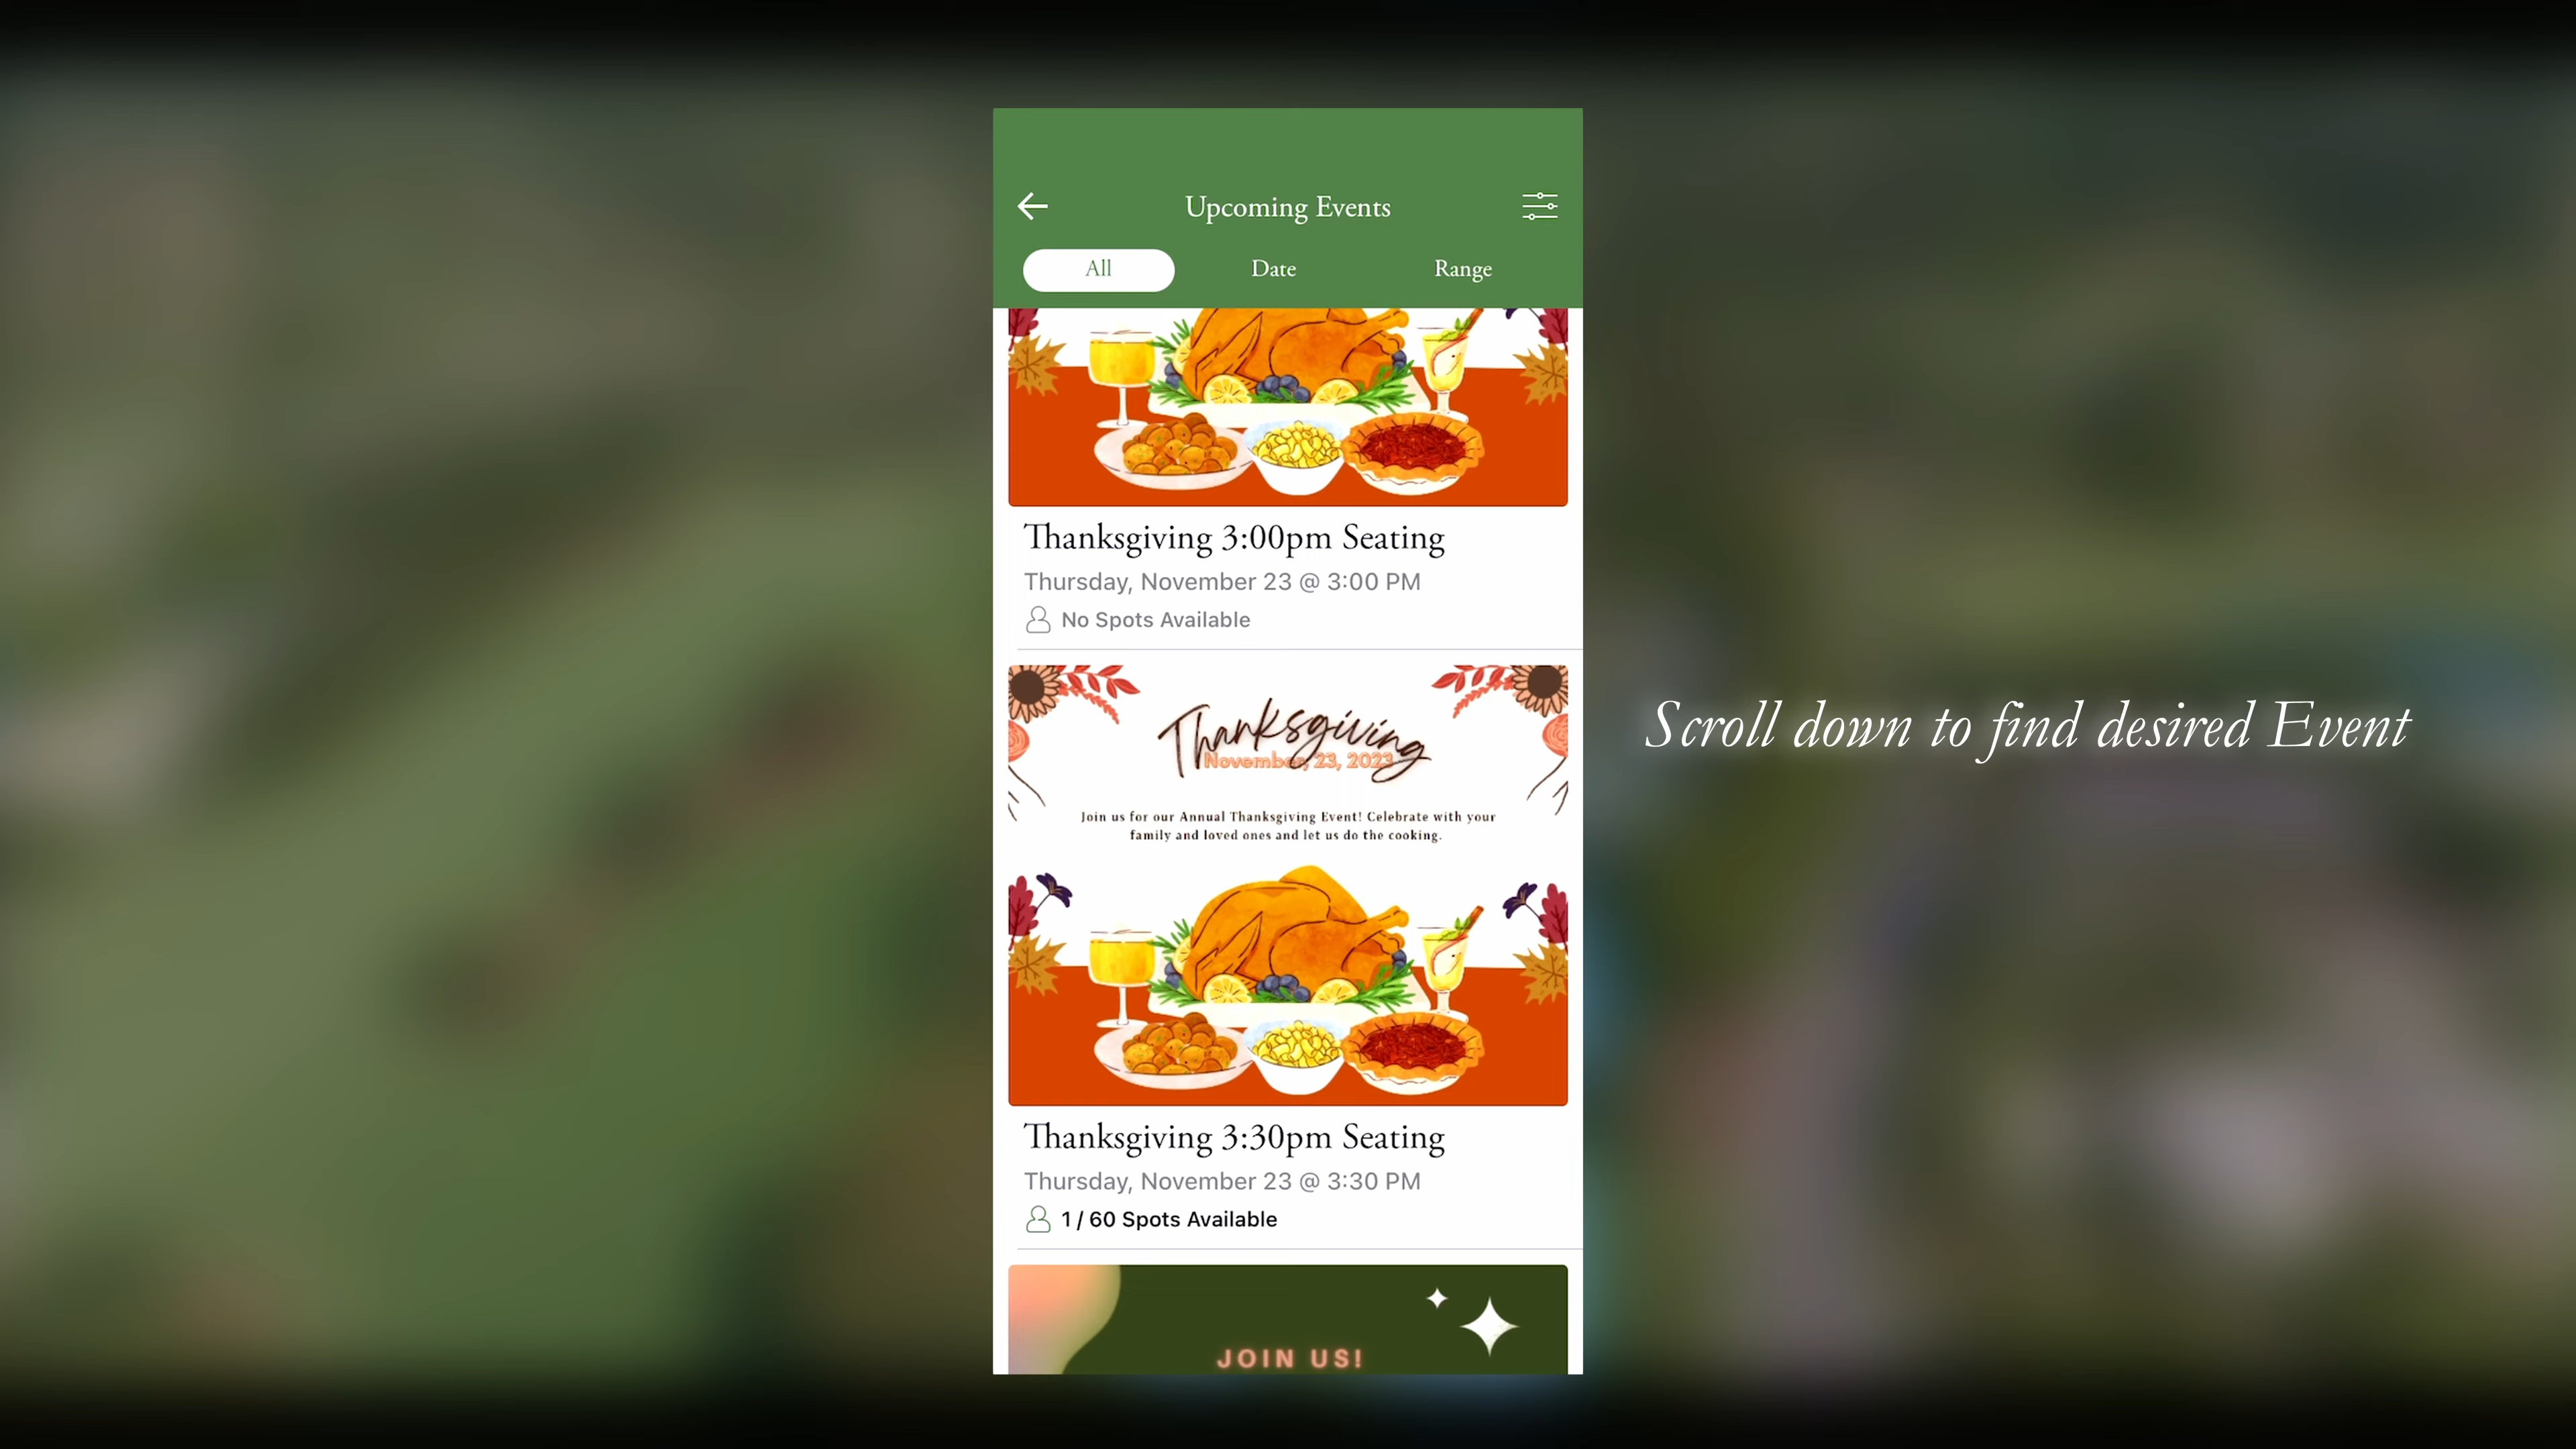 Upcoming Events
All
Date
Range
Thanksgiving 3:00pm Seating
Thursday, November 23 @ 3:00 PM
No Spots Available
Thanksgiving
November, 23, 2023
Join us for our Annual Thanksgiving Event! Celebrate with your
family and loved ones and let us do the cooking.
Thanksgiving 3:30pm Seating
Thursday, November 23 @ 3:30 PM
1 / 60 Spots Available
JOIN US!
Scroll down to find desired Event